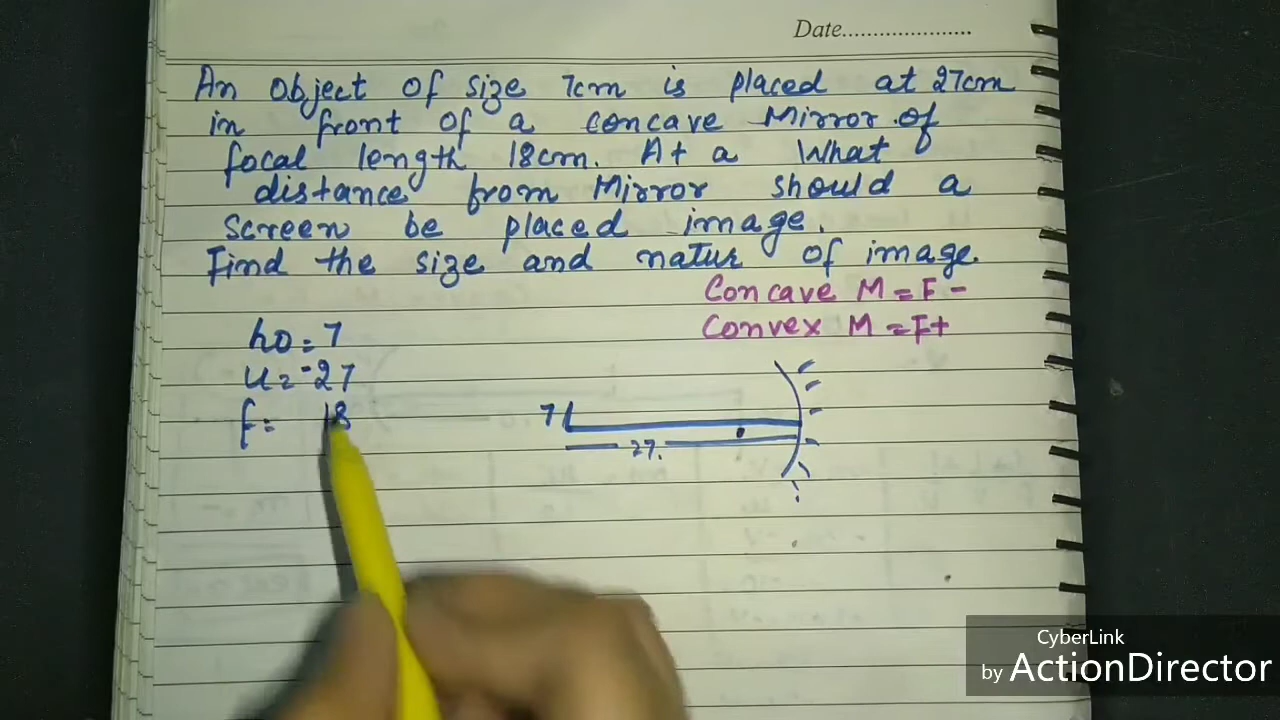 Date.....................
An object of size 7cm is placed at 27cm
in front of a concave Mirror of
focal length 18cm. At a What
distance from Mirror should a
screen be placed image.
Find the size and natur of image.
Concave M = F -
Convex M = F+
ho = 7
u = -27
f = 18
7
27.
CyberLink
by ActionDirector